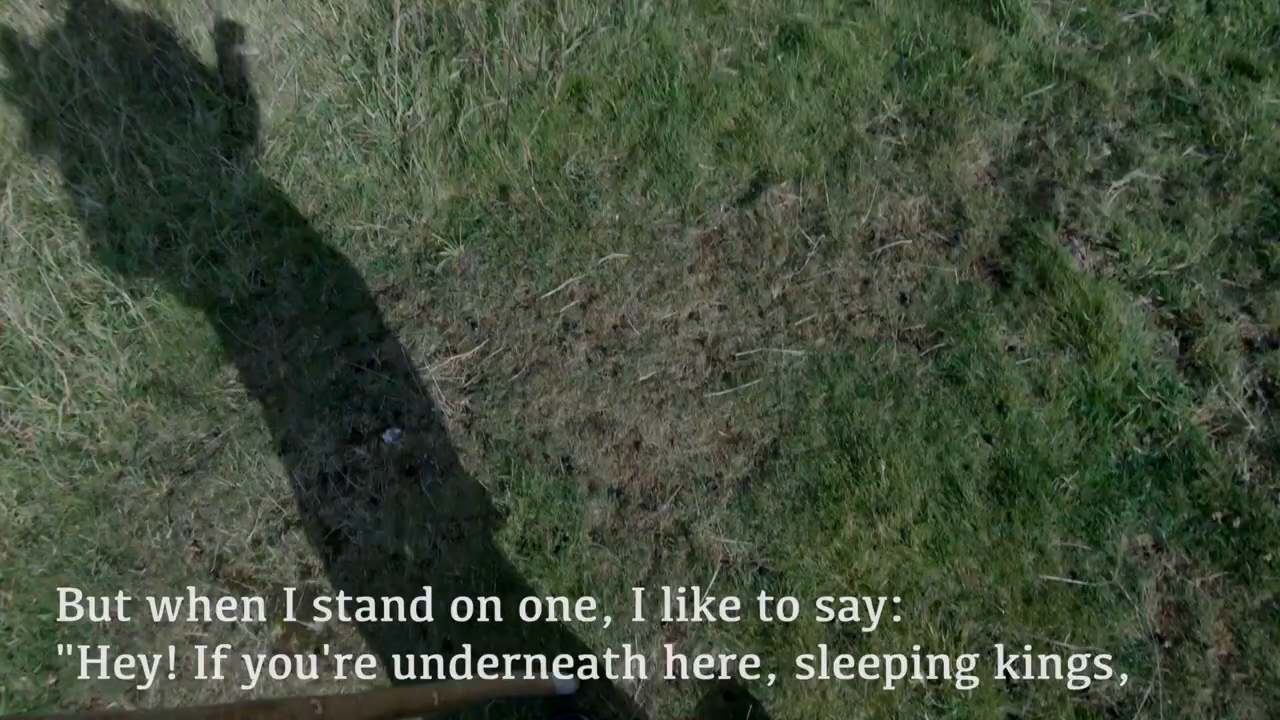 But when I stand on one, I like to say:
"Hey! If you're underneath here, sleeping kings,